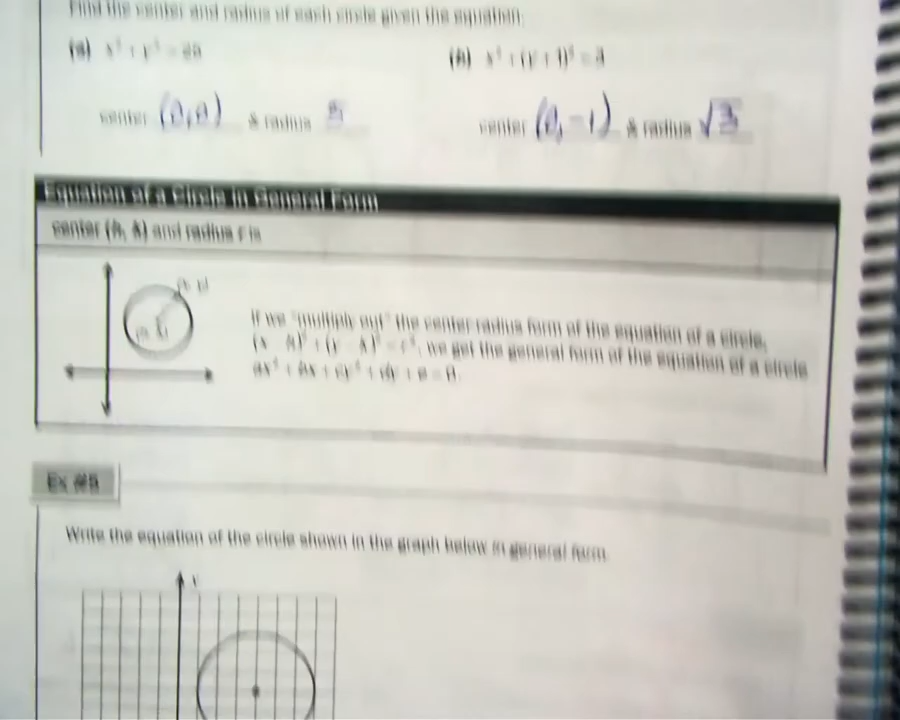 Find the center and radius of each circle given the equation.
(a) x² + y² = 25
(b) x² + (y + 1)² = 3
center (0,0) & radius 5
center (0, -1) & radius √3
Equation of a Circle in General Form
center (h, k) and radius r is
(h, k)
If we "multiply out" the center-radius form of the equation of a circle,
(x - h)² + (y - k)² = r², we get the general form of the equation of a circle
ax² + bx + cy² + dy + e = 0.
Write the equation of the circle shown in the graph below in general form.